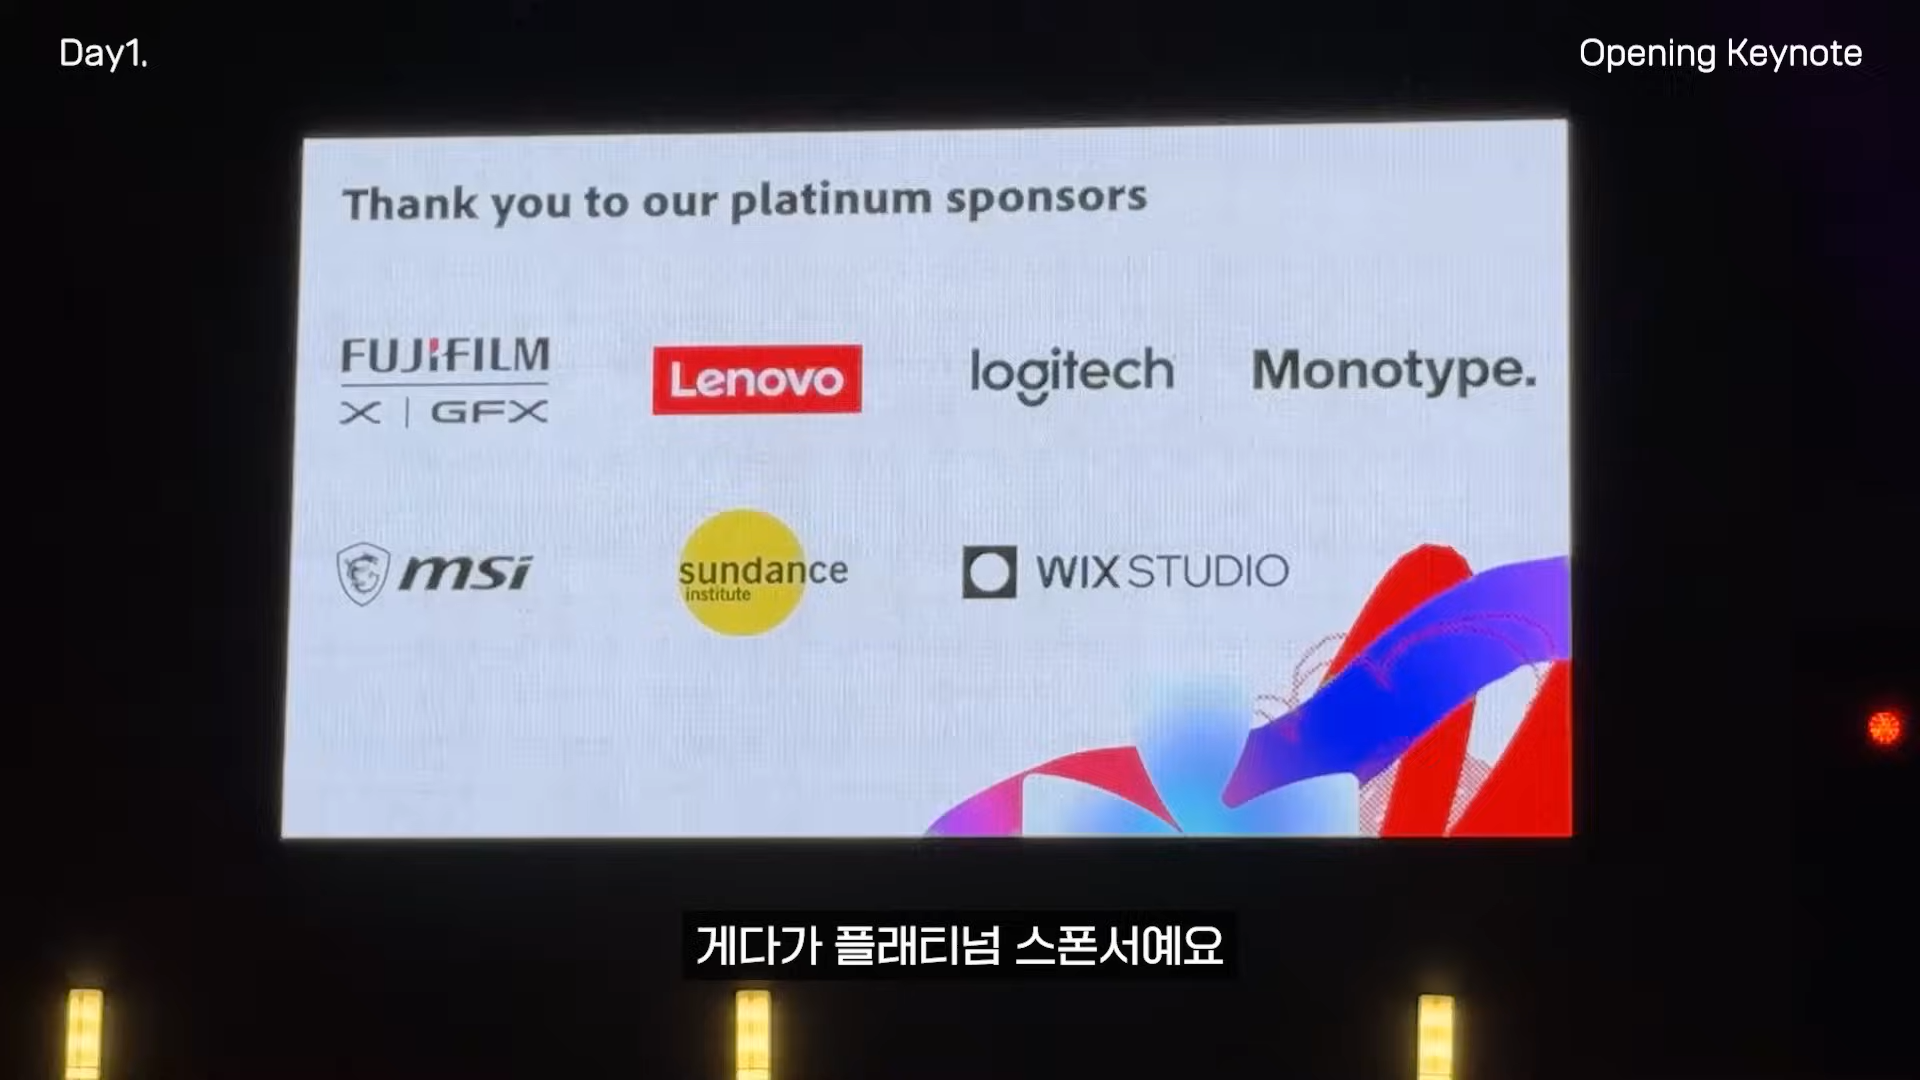 Day1.
Opening Keynote
Thank you to our platinum sponsors
FUJIFILM
X | GFX
Lenovo
logitech
Monotype.
msi
sundance
institute
WIX STUDIO
게다가 플래티넘 스폰서예요